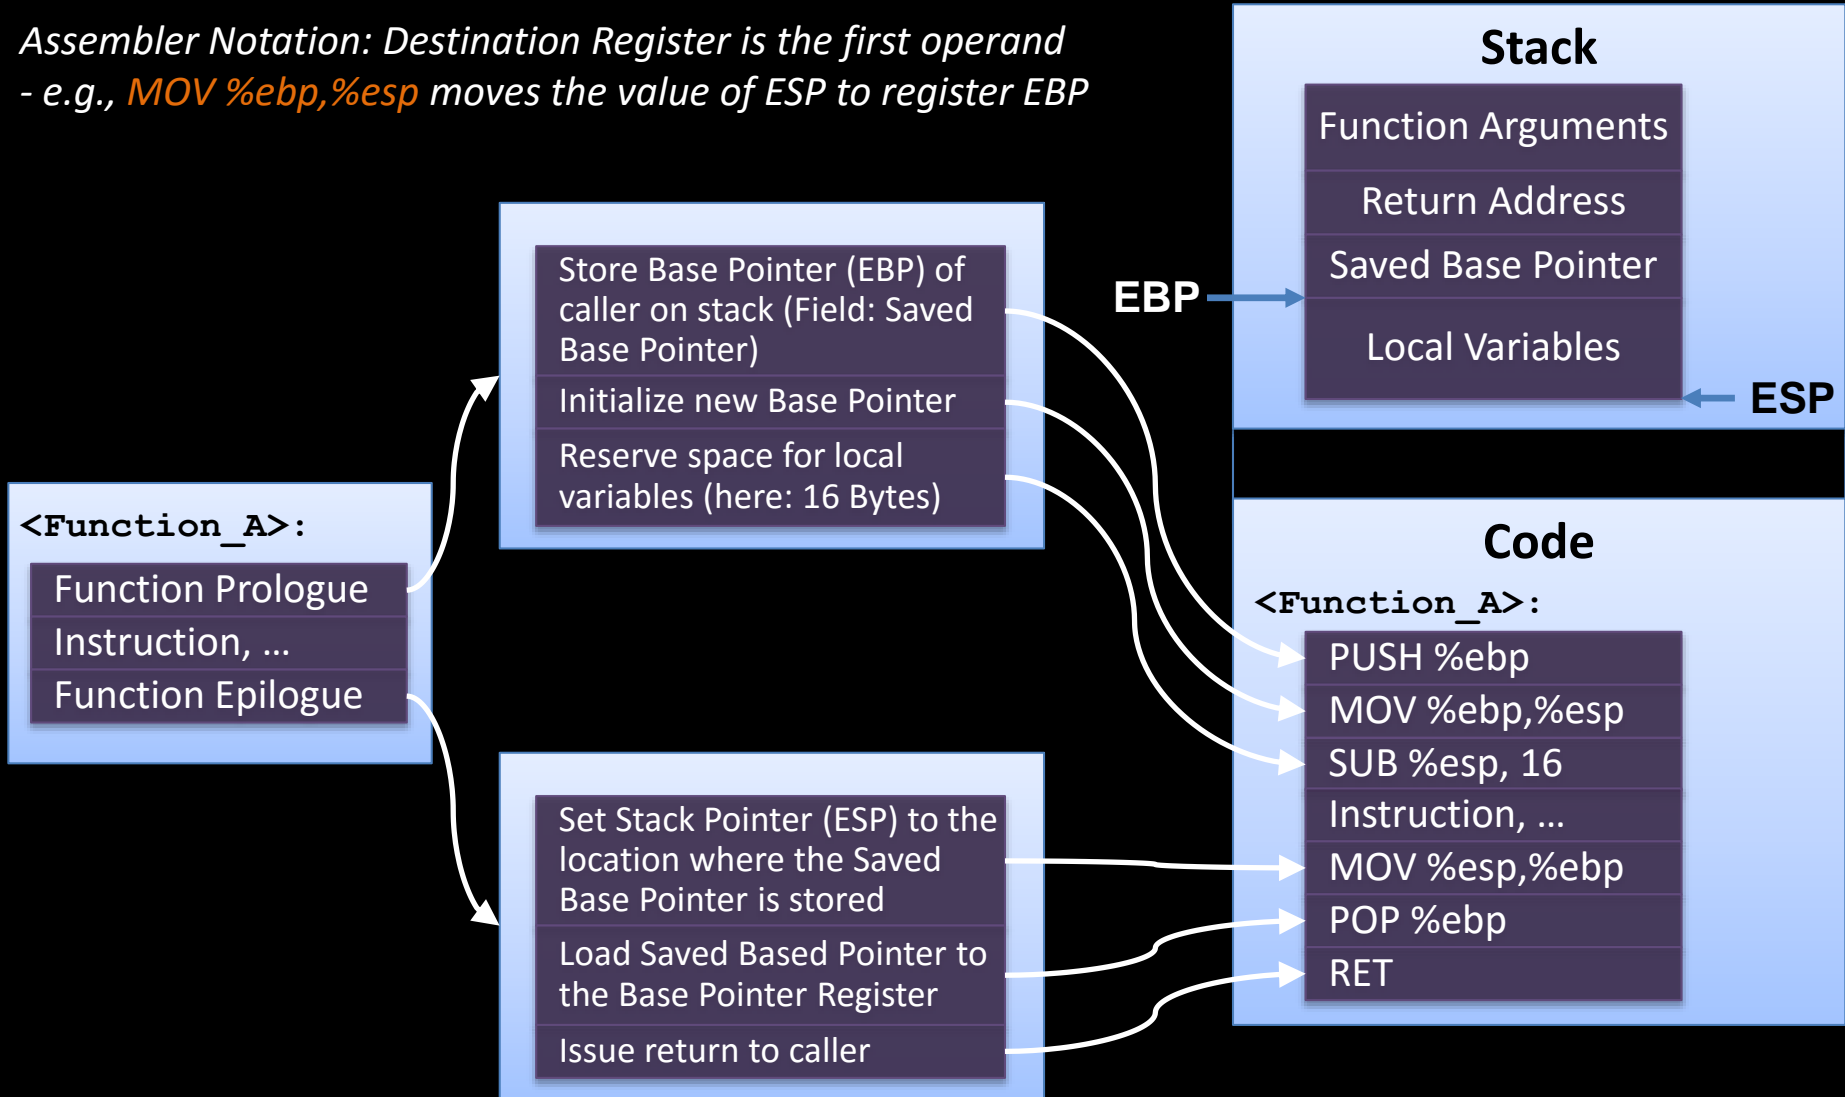 Assembler Notation: Destination Register is the first operand
- e.g., MOV %ebp,%esp moves the value of ESP to register EBP
<Function_A>:
Function Prologue
Instruction, …
Function Epilogue
Store Base Pointer (EBP) of
caller on stack (Field: Saved
Base Pointer)
Initialize new Base Pointer
Reserve space for local
variables (here: 16 Bytes)
Set Stack Pointer (ESP) to the
location where the Saved
Base Pointer is stored
Load Saved Based Pointer to
the Base Pointer Register
Issue return to caller
Stack
Function Arguments
Return Address
Saved Base Pointer
EBP
Local Variables
ESP
Code
<Function_A>:
PUSH %ebp
MOV %ebp,%esp
SUB %esp, 16
Instruction, …
MOV %esp,%ebp
POP %ebp
RET